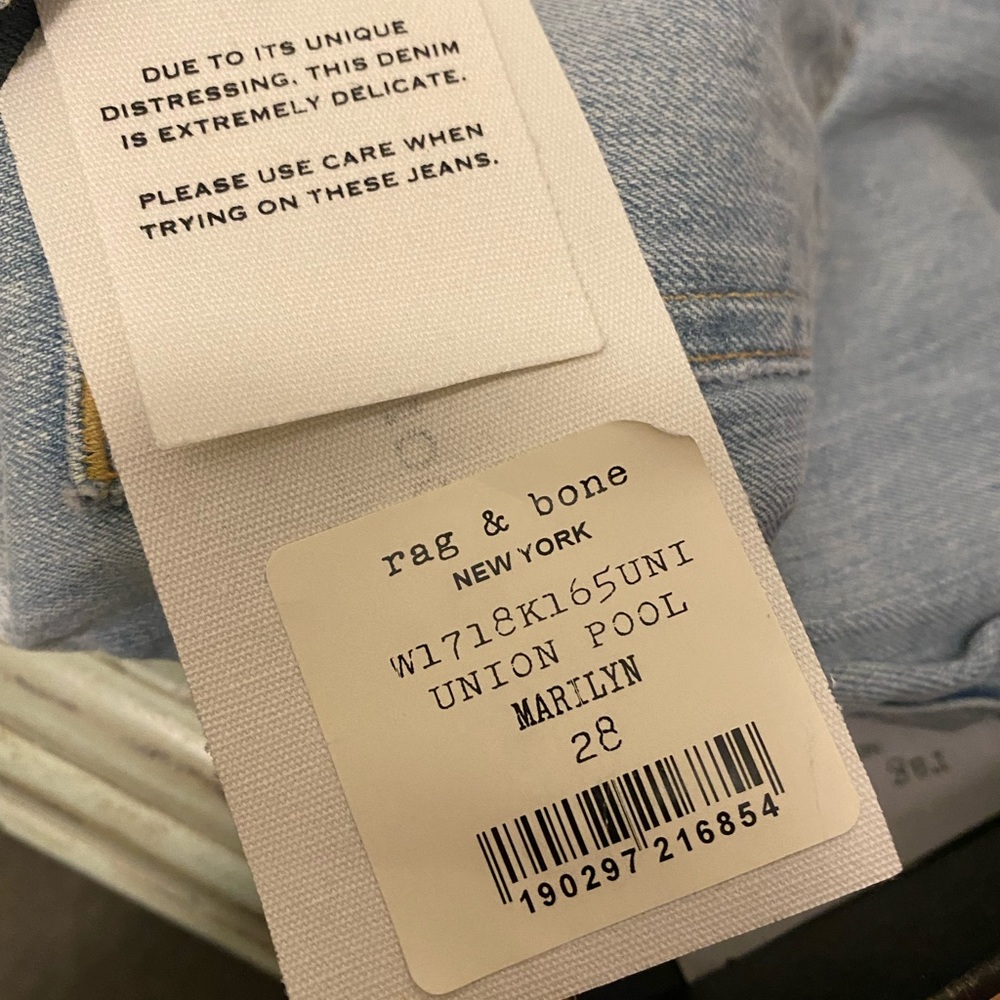 DUE TO ITS UNIQUE
DISTRESSING, THIS DENIM
IS EXTREMELY DELICATE.
PLEASE USE CARE WHEN
TRYING ON THESE JEANS.
rag & bone
NEW YORK
W1718K165UNI
UNION POOL
MARILYN
28
190297 216854